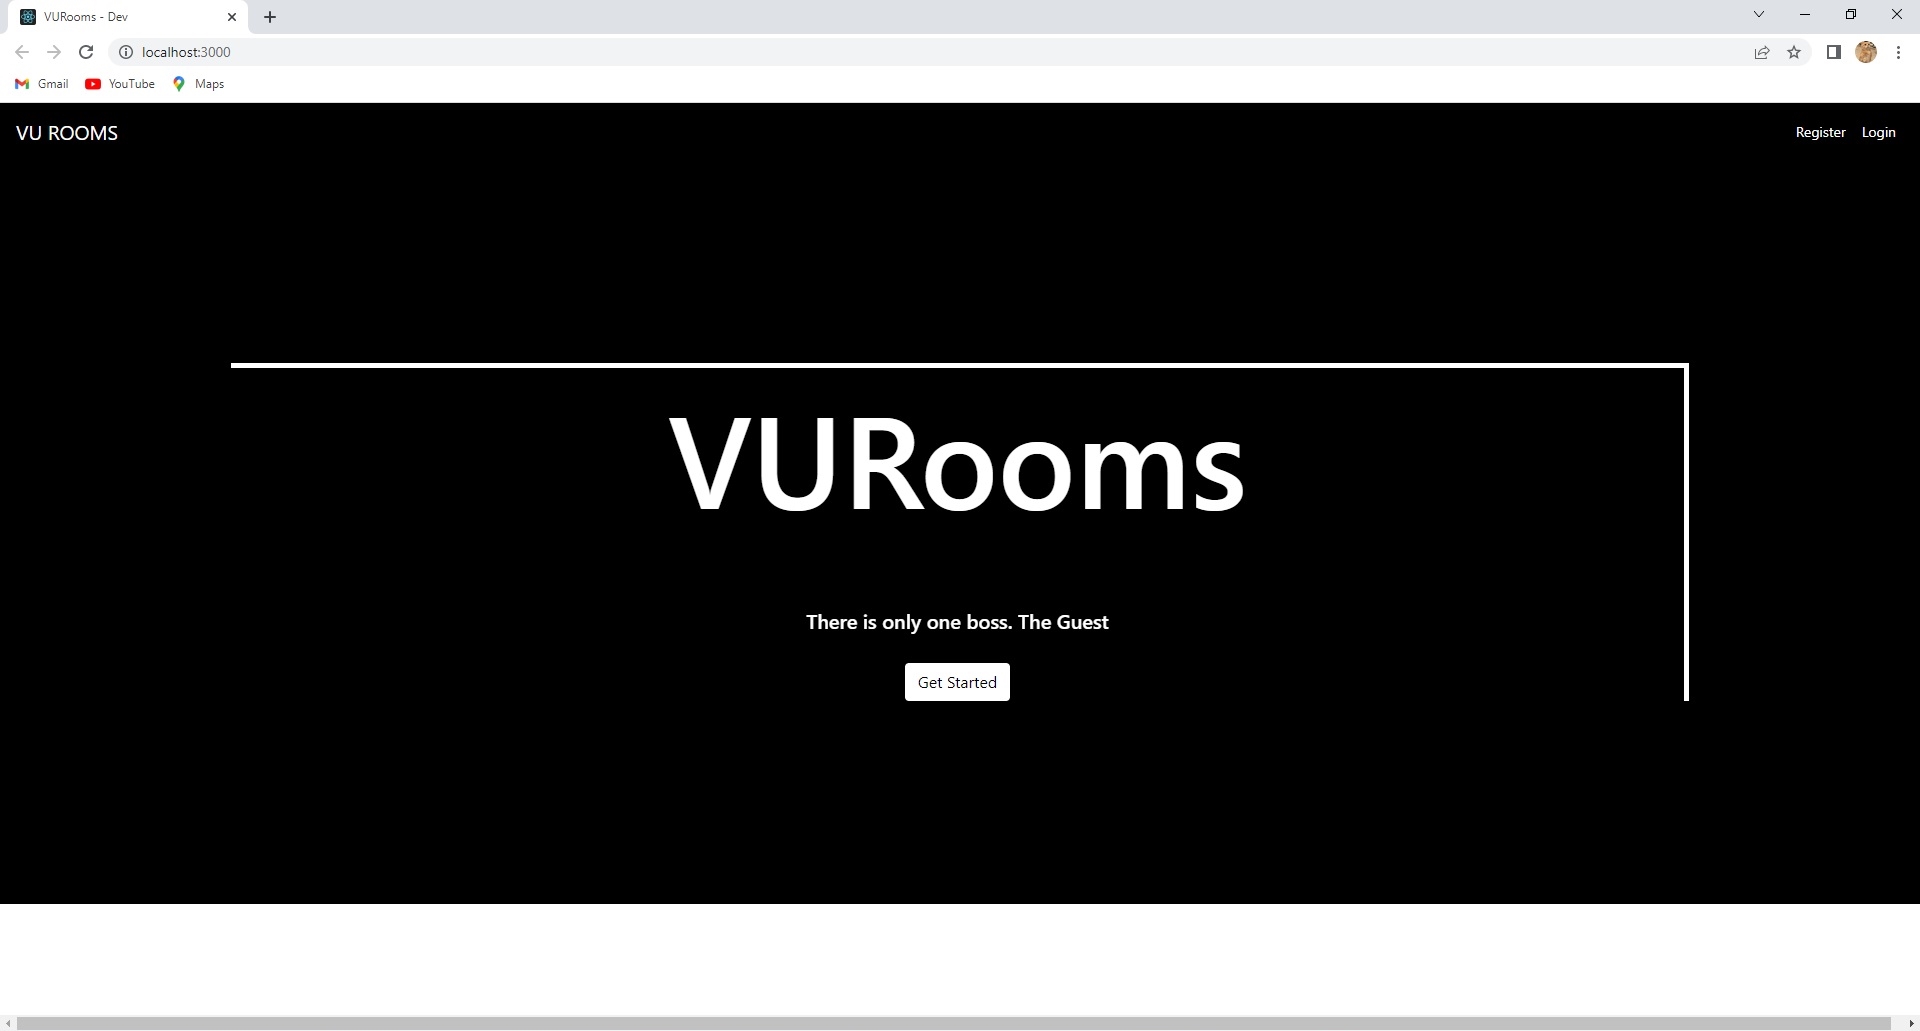 VURooms - Dev
localhost:3000
Gmail YouTube Maps
VU ROOMS Register Login
VURooms
There is only one boss. The Guest
Get Started